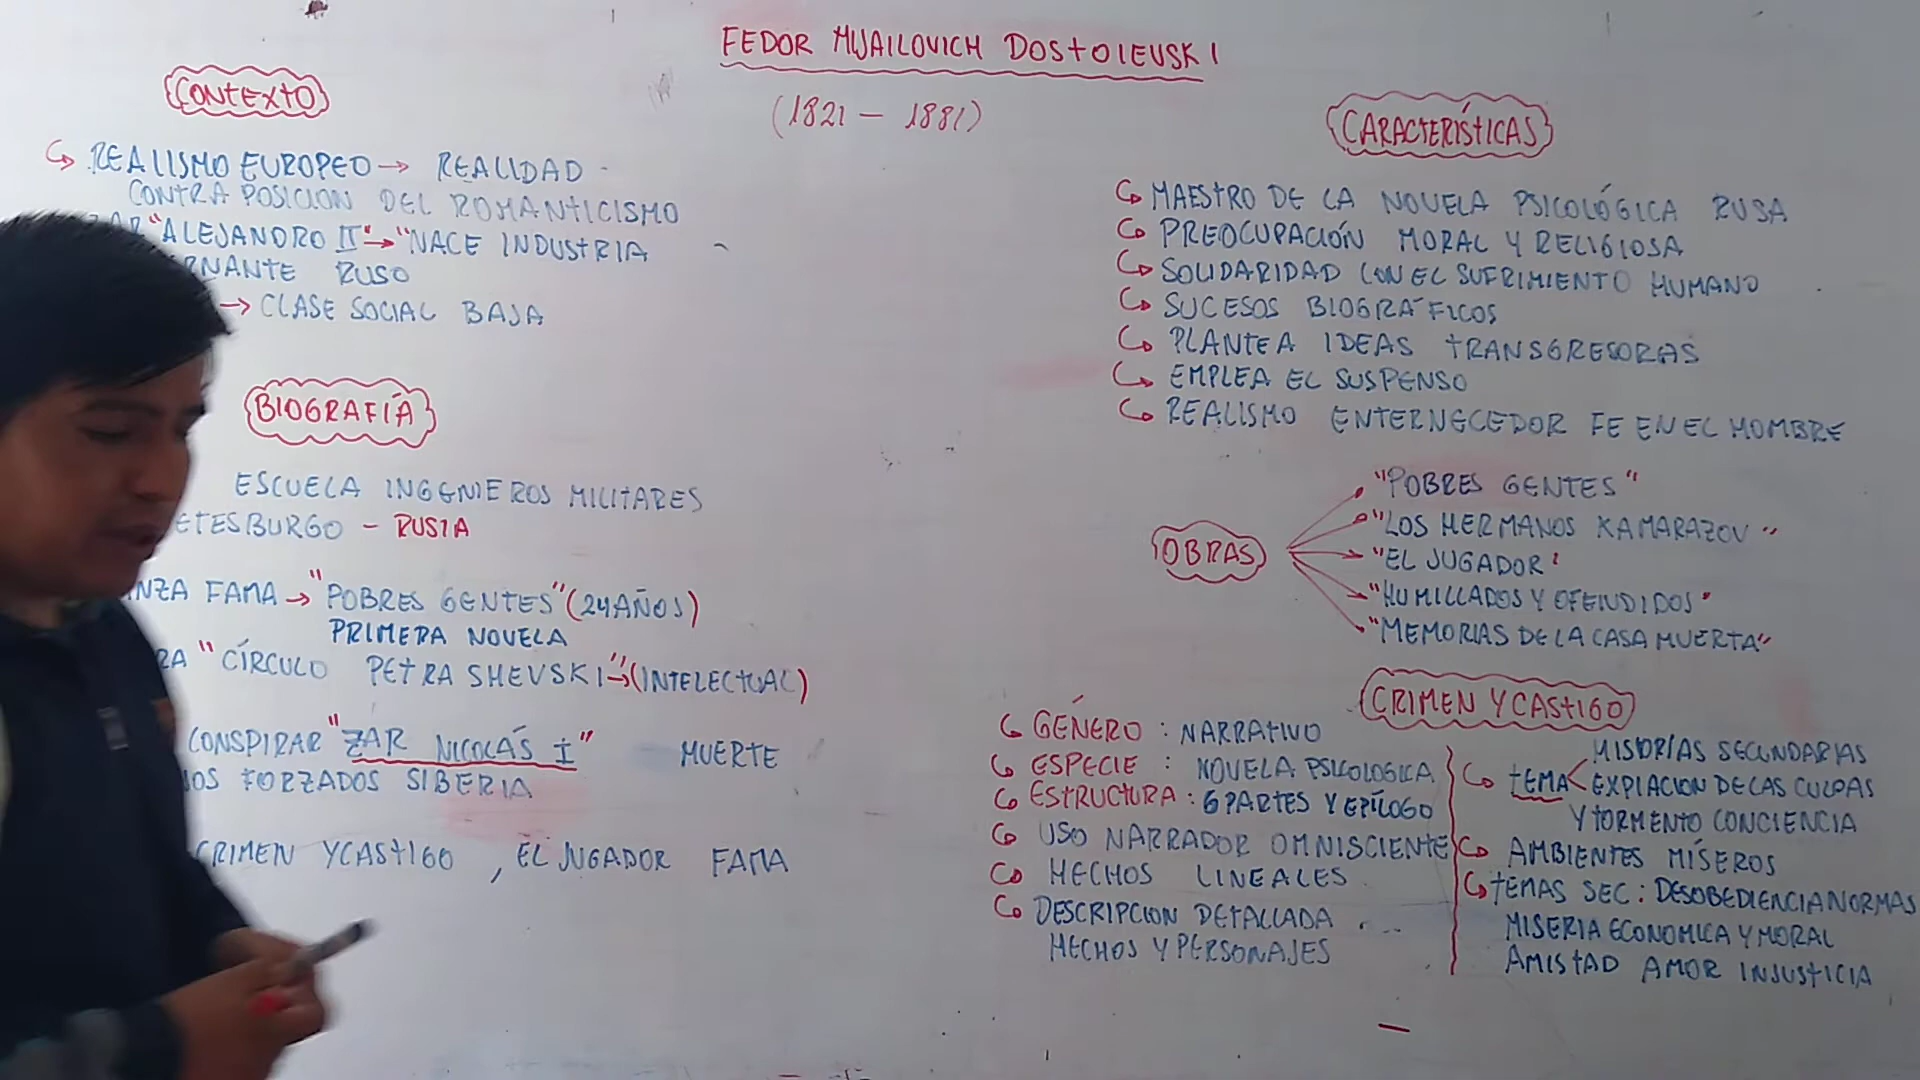 FEDOR MIJAILOVICH DOSTOIEVSKI
(1821 – 1881)
CONTEXTO
REALISMO EUROPEO → REALIDAD
CONTRA POSICION DEL ROMANTICISMO
"ALEJANDRO II" → "NACE INDUSTRIA
RNANTE RUSO
→ CLASE SOCIAL BAJA
BIOGRAFÍA
ESCUELA INGENIEROS MILITARES
ETESBURGO - RUSIA
NZA FAMA → "POBRES GENTES" (24 AÑOS)
PRIMERA NOVELA
RA "CÍRCULO PETRA SHEVSKI" → (INTELECTUAL)
CONSPIRAR "ZAR NICOLÁS I" MUERTE
OS FORZADOS SIBERIA
CRIMEN Y CASTIGO , EL JUGADOR FAMA
CARACTERÍSTICAS
MAESTRO DE LA NOVELA PSICOLÓGICA RUSA
PREOCUPACIÓN MORAL Y RELIGIOSA
SOLIDARIDAD CON EL SUFRIMIENTO HUMANO
SUCESOS BIOGRÁFICOS
PLANTEA IDEAS TRANSGRESORAS
EMPLEA EL SUSPENSO
REALISMO ENTERNECEDOR FE EN EL HOMBRE
OBRAS
"POBRES GENTES"
"LOS HERMANOS KAMARAZOV"
"EL JUGADOR"
"HUMILLADOS Y OFENDIDOS"
"MEMORIAS DE LA CASA MUERTA"
CRIMEN Y CASTIGO
GÉNERO : NARRATIVO
ESPECIE : NOVELA PSICOLOGICA
ESTRUCTURA : 6 PARTES Y EPÍLOGO
USO NARRADOR OMNISCIENTE
HECHOS LINEALES
DESCRIPCION DETALLADA
HECHOS Y PERSONAJES
HISTORIAS SECUNDARIAS
TEMA < EXPIACION DE LAS CULPAS
Y TORMENTO CONCIENCIA
AMBIENTES MÍSEROS
TEMAS SEC : DESOBEDIENCIA NORMAS
MISERIA ECONOMICA Y MORAL
AMISTAD AMOR INJUSTICIA